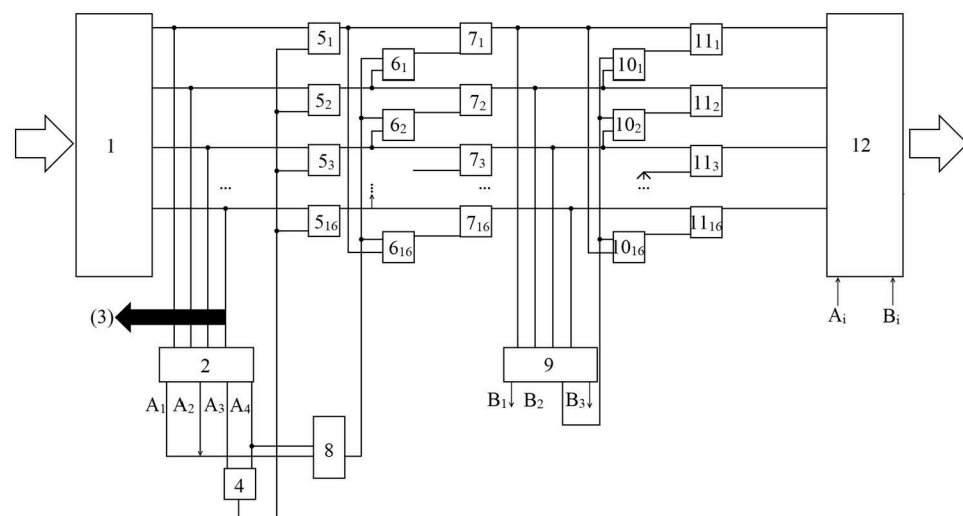 5₁ 7₁ 11₁
6₁ 10₁
5₂ 7₂ 11₂
6₂ 10₂
1 5₃ 7₃ 11₃ 12
... ... ... ...
5₁₆ 7₁₆ 11₁₆
6₁₆ 10₁₆
(3) Aᵢ Bᵢ
2 9
A₁ A₂ A₃ A₄ B₁ B₂ B₃
8
4